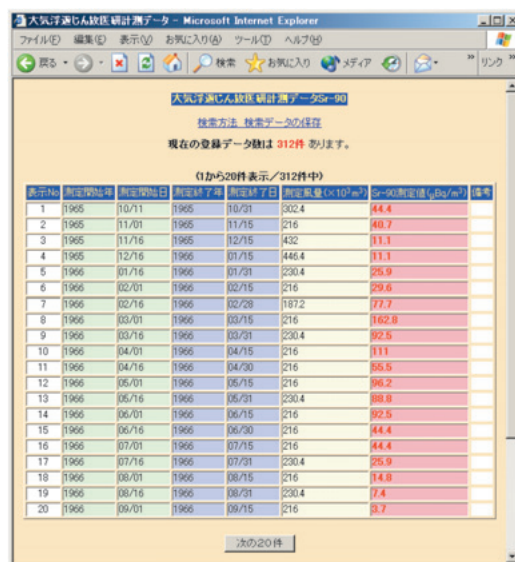 大気浮遊じん放医研計測データ - Microsoft Internet Explorer
ファイル(F) 編集(E) 表示(V) お気に入り(A) ツール(T) ヘルプ(H)
戻る 検索 お気に入り メディア リンク
大気浮遊じん放医研計測データSr-90
検索方法 検索データの保存
現在の登録データ数は 312件 あります。
(1から20件表示/312件中)
表示No 測定開始年 測定開始日 測定終了年 測定終了日 測定風量(×10³m³) Sr-90測定値(μBq/m³) 備考
1 1965 10/11 1965 10/31 302.4 44.4
2 1965 11/01 1965 11/15 216 40.7
3 1965 11/16 1965 12/15 432 11.1
4 1965 12/16 1966 01/15 446.4 11.1
5 1966 01/16 1966 01/31 230.4 25.9
6 1966 02/01 1966 02/15 216 29.6
7 1966 02/16 1966 02/28 187.2 77.7
8 1966 03/01 1966 03/15 216 162.8
9 1966 03/16 1966 03/31 230.4 92.5
10 1966 04/01 1966 04/15 216 111
11 1966 04/16 1966 04/30 216 55.5
12 1966 05/01 1966 05/15 216 96.2
13 1966 05/16 1966 05/31 230.4 88.8
14 1966 06/01 1966 06/15 216 92.5
15 1966 06/16 1966 06/30 216 44.4
16 1966 07/01 1966 07/15 216 44.4
17 1966 07/16 1966 07/31 230.4 25.9
18 1966 08/01 1966 08/15 216 14.8
19 1966 08/16 1966 08/31 230.4 7.4
20 1966 09/01 1966 09/15 216 3.7
次の20件